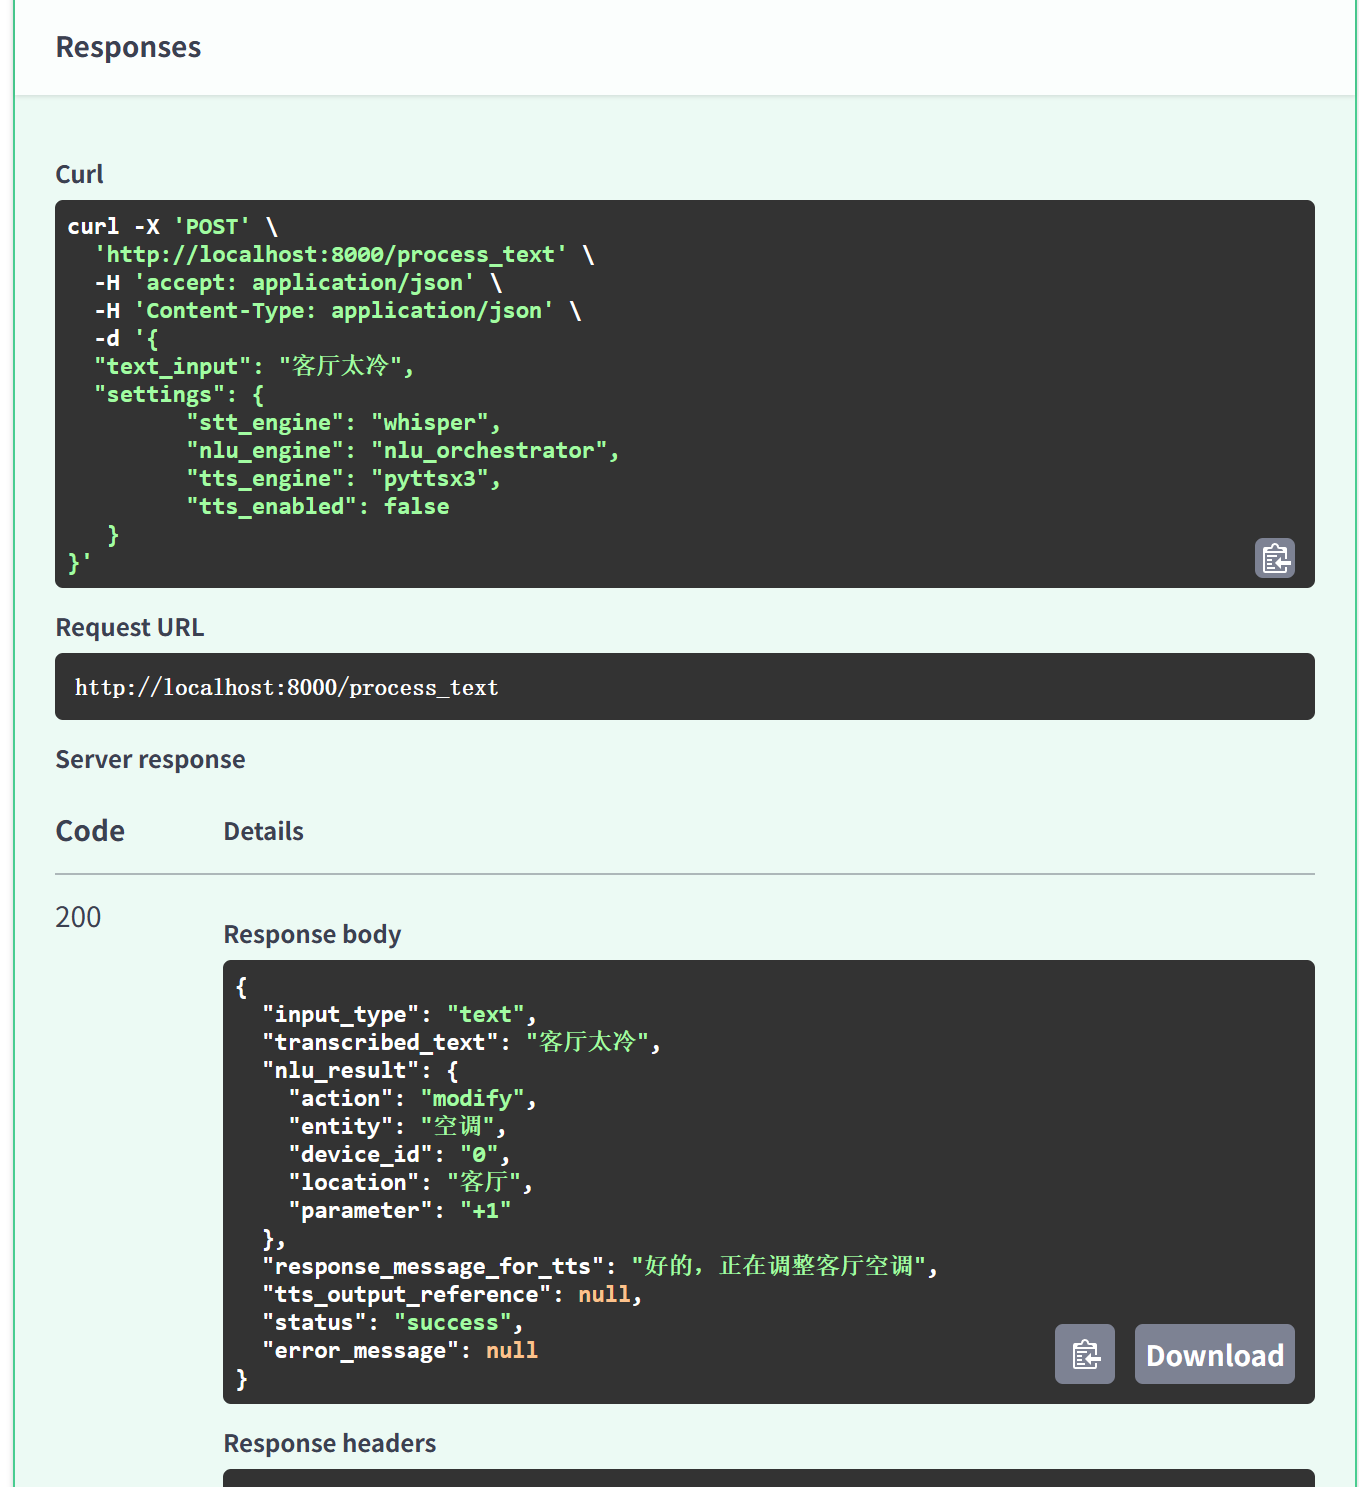 Responses
Curl
curl -X 'POST' \
  'http://localhost:8000/process_text' \
  -H 'accept: application/json' \
  -H 'Content-Type: application/json' \
  -d '{
  "text_input": "客厅太冷",
  "settings": {
         "stt_engine": "whisper",
         "nlu_engine": "nlu_orchestrator",
         "tts_engine": "pyttsx3",
         "tts_enabled": false
   }
}'
Request URL
http://localhost:8000/process_text
Server response
Code Details
200
Response body
{
  "input_type": "text",
  "transcribed_text": "客厅太冷",
  "nlu_result": {
    "action": "modify",
    "entity": "空调",
    "device_id": "0",
    "location": "客厅",
    "parameter": "+1"
  },
  "response_message_for_tts": "好的，正在调整客厅空调",
  "tts_output_reference": null,
  "status": "success",
  "error_message": null
}
Download
Response headers